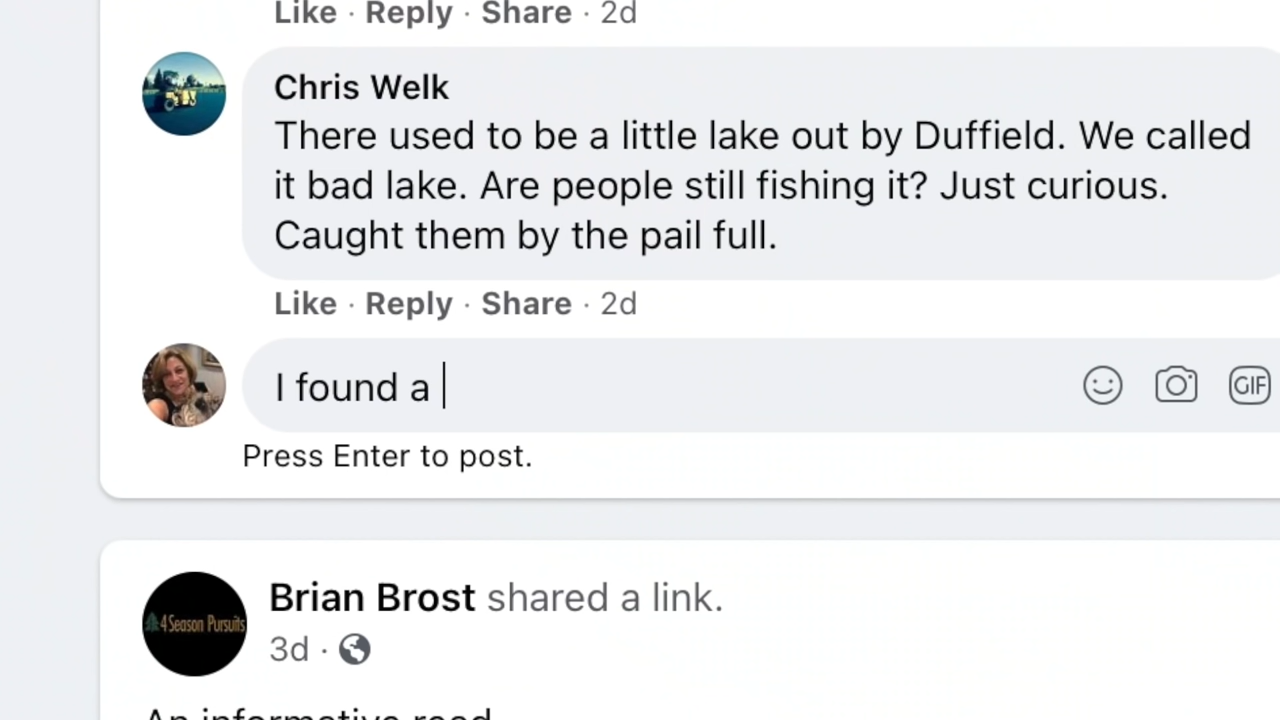 Like · Reply · Share · 2d
Chris Welk
There used to be a little lake out by Duffield. We called
it bad lake. Are people still fishing it? Just curious.
Caught them by the pail full.
Like · Reply · Share · 2d
I found a
GIF
Press Enter to post.
4 Season Pursuits
Brian Brost shared a link.
3d ·
An informative read